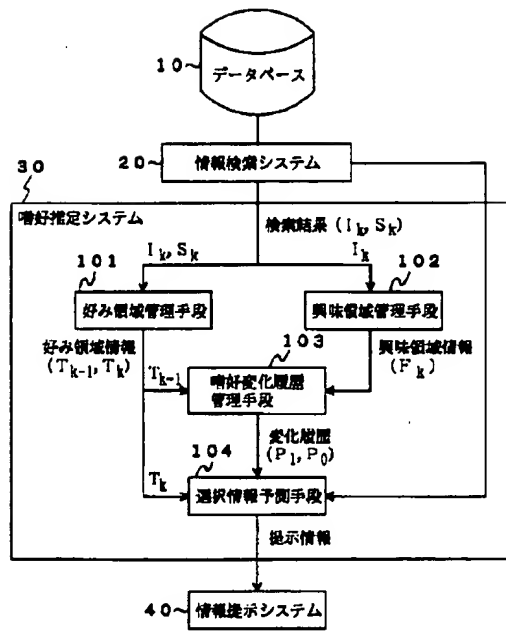 10
データベース
20
情報検索システム
30
嗜好推定システム
検索結果 (Ik, Sk)
Ik, Sk
Ik
101
102
好み領域管理手段
興味領域管理手段
好み領域情報
(Tk-1, Tk)
103
興味領域情報
(Fk)
Tk-1
嗜好変化履歴
管理手段
変化履歴
(P1, P0)
104
Tk
選択情報予測手段
提示情報
40
情報提示システム